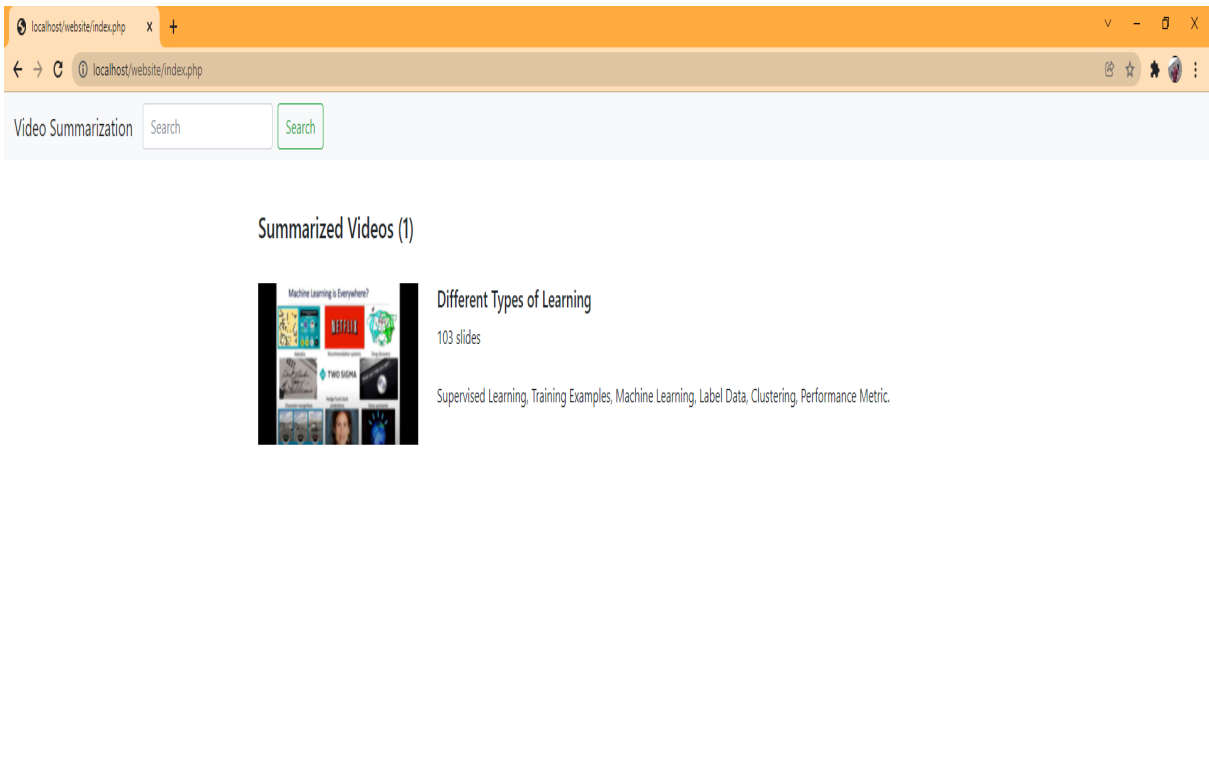 localhost/website/index.php
localhost/website/index.php
Video Summarization Search Search
Summarized Videos (1)
Machine Learning is Everywhere?
NETFLIX
TWO SIGMA
Different Types of Learning
103 slides
Supervised Learning, Training Examples, Machine Learning, Label Data, Clustering, Performance Metric.